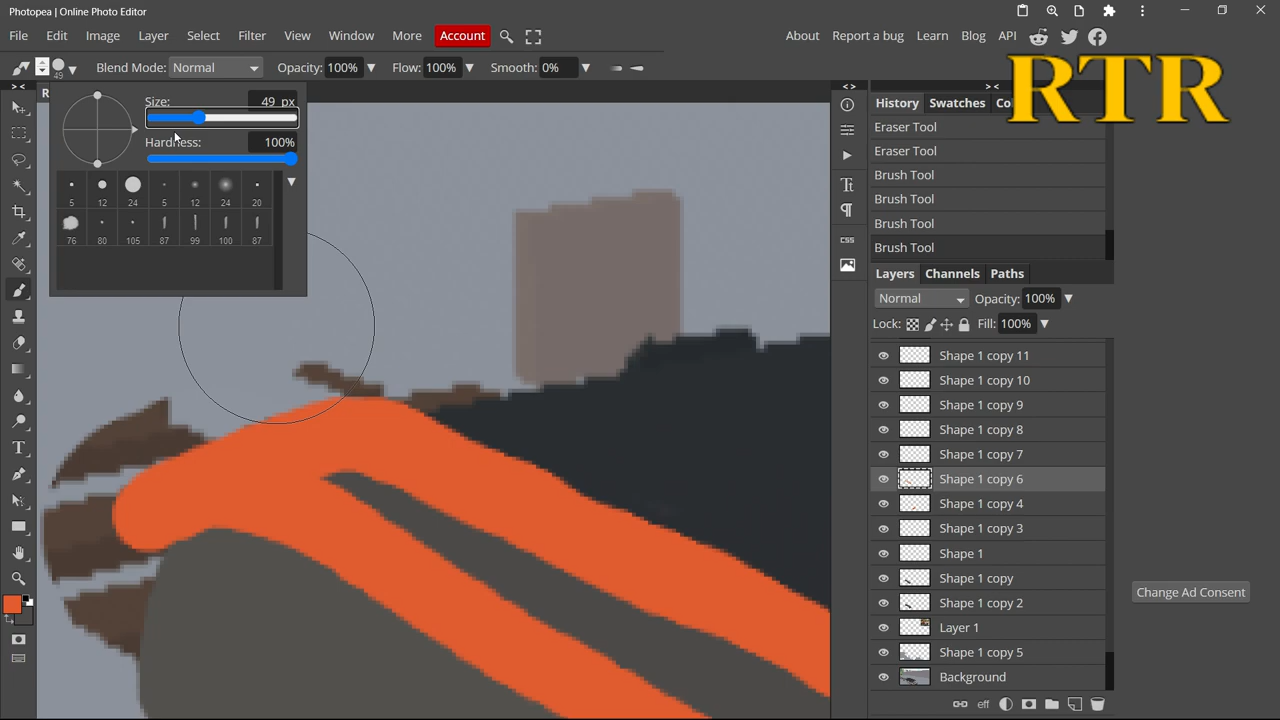 Photopea | Online Photo Editor
File Edit Image Layer Select Filter View Window More Account About Report a bug Learn Blog API
49 Blend Mode: Normal Opacity: 100% Flow: 100% Smooth: 0%
RTR
R
Size: 49 px
Hardness: 100%
5 12 24 5 12 24 20
76 80 105 87 99 100 87
History Swatches Co
Eraser Tool
Eraser Tool
Brush Tool
Brush Tool
Brush Tool
Brush Tool
CSS
Layers Channels Paths
Normal Opacity: 100%
Lock: Fill: 100%
Shape 1 copy 11
Shape 1 copy 10
Shape 1 copy 9
Shape 1 copy 8
Shape 1 copy 7
Shape 1 copy 6
Shape 1 copy 4
Shape 1 copy 3
Shape 1
Shape 1 copy
Shape 1 copy 2
Layer 1
Shape 1 copy 5
Background
eff
Change Ad Consent